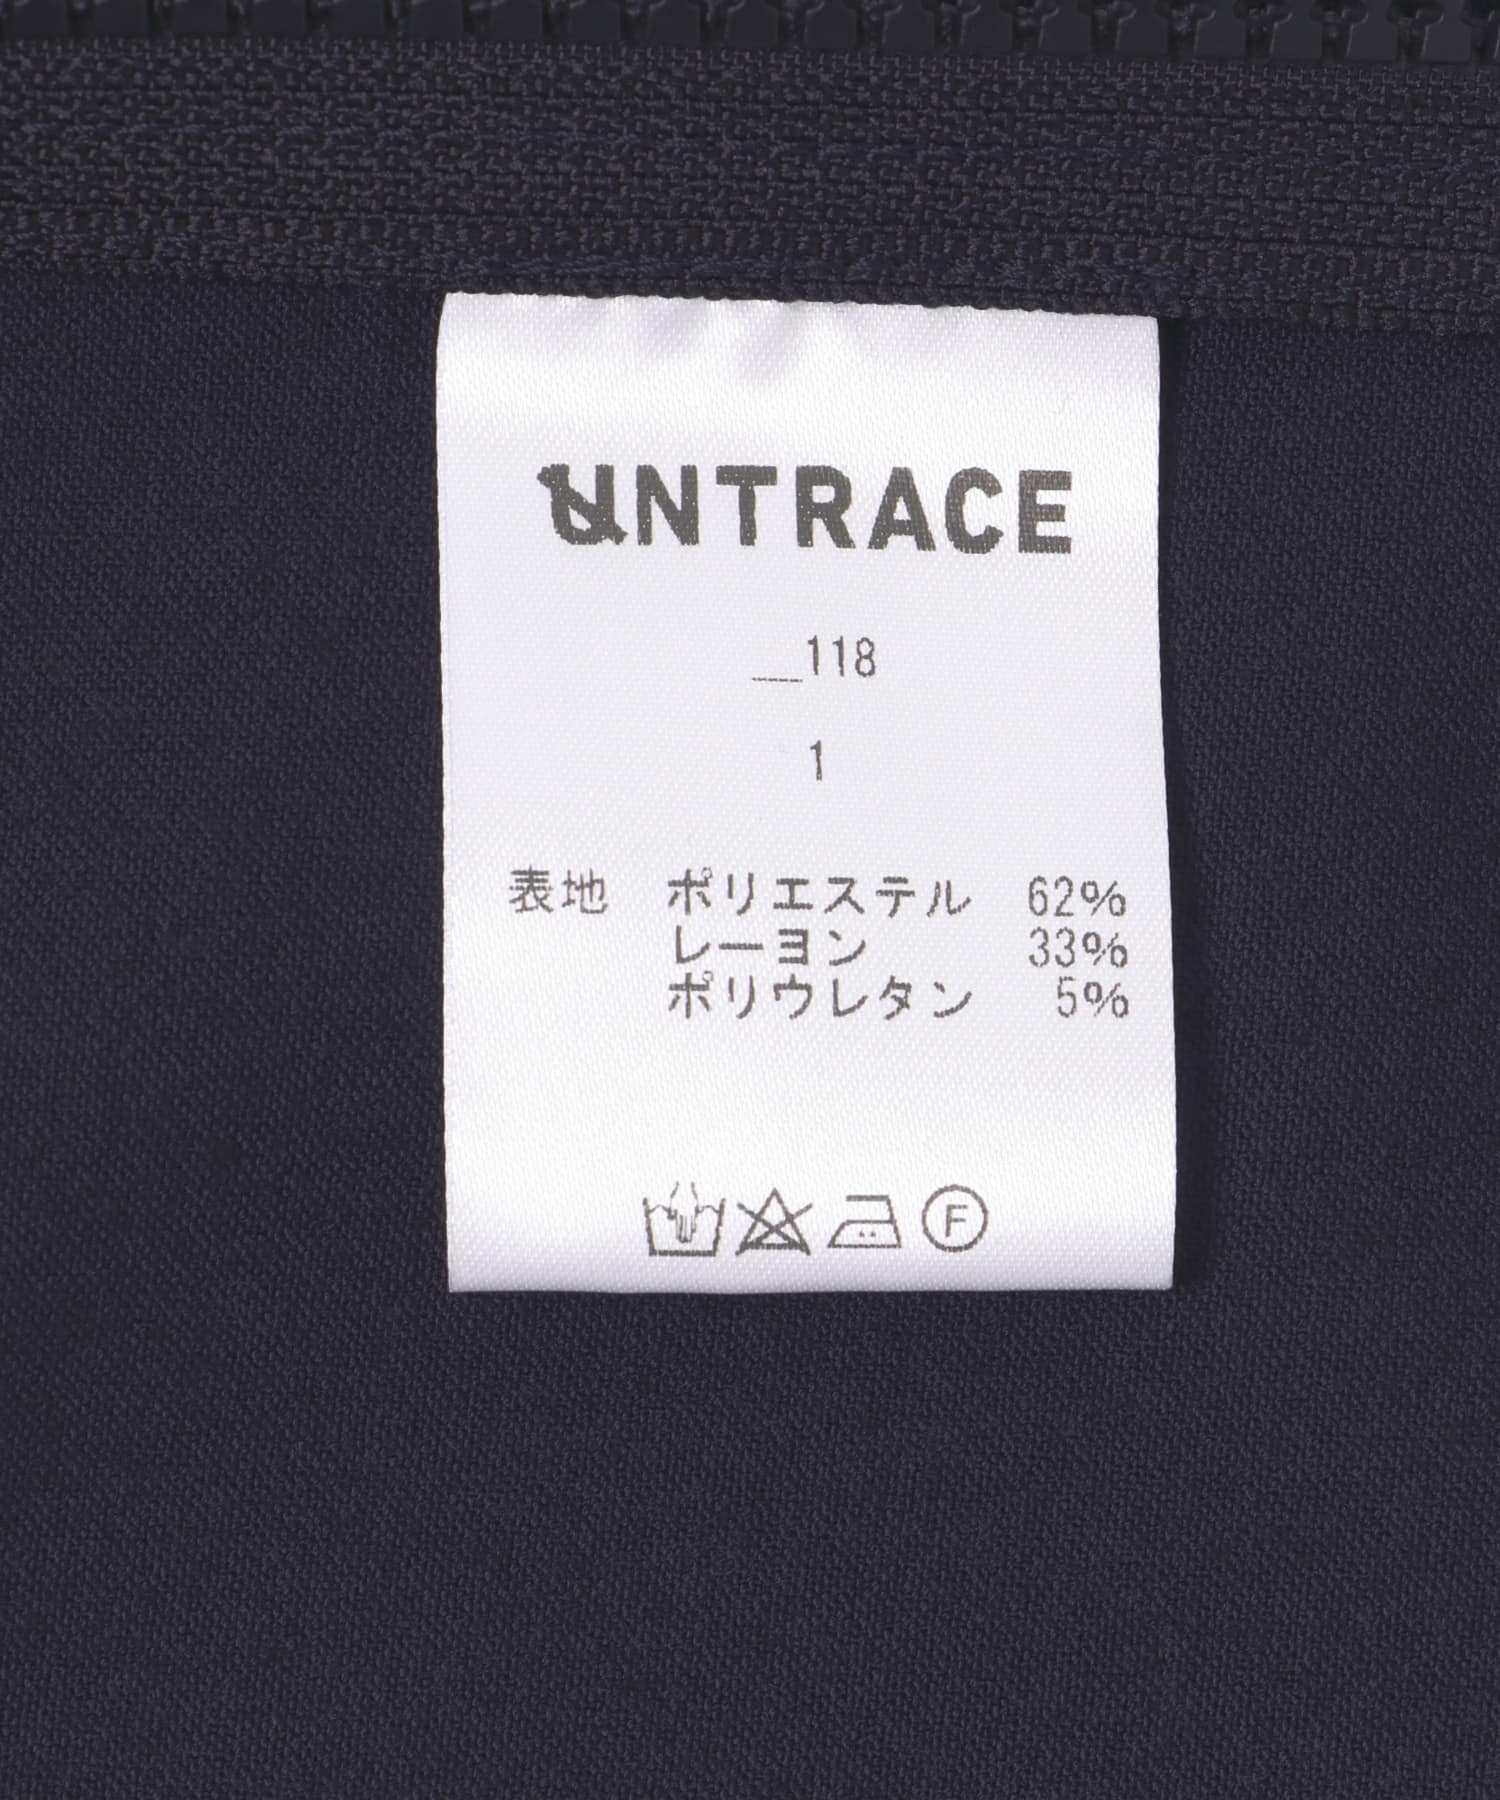 UNTRACE
__118
1
表地 ポリエステル 62%
レーヨン 33%
ポリウレタン 5%
F